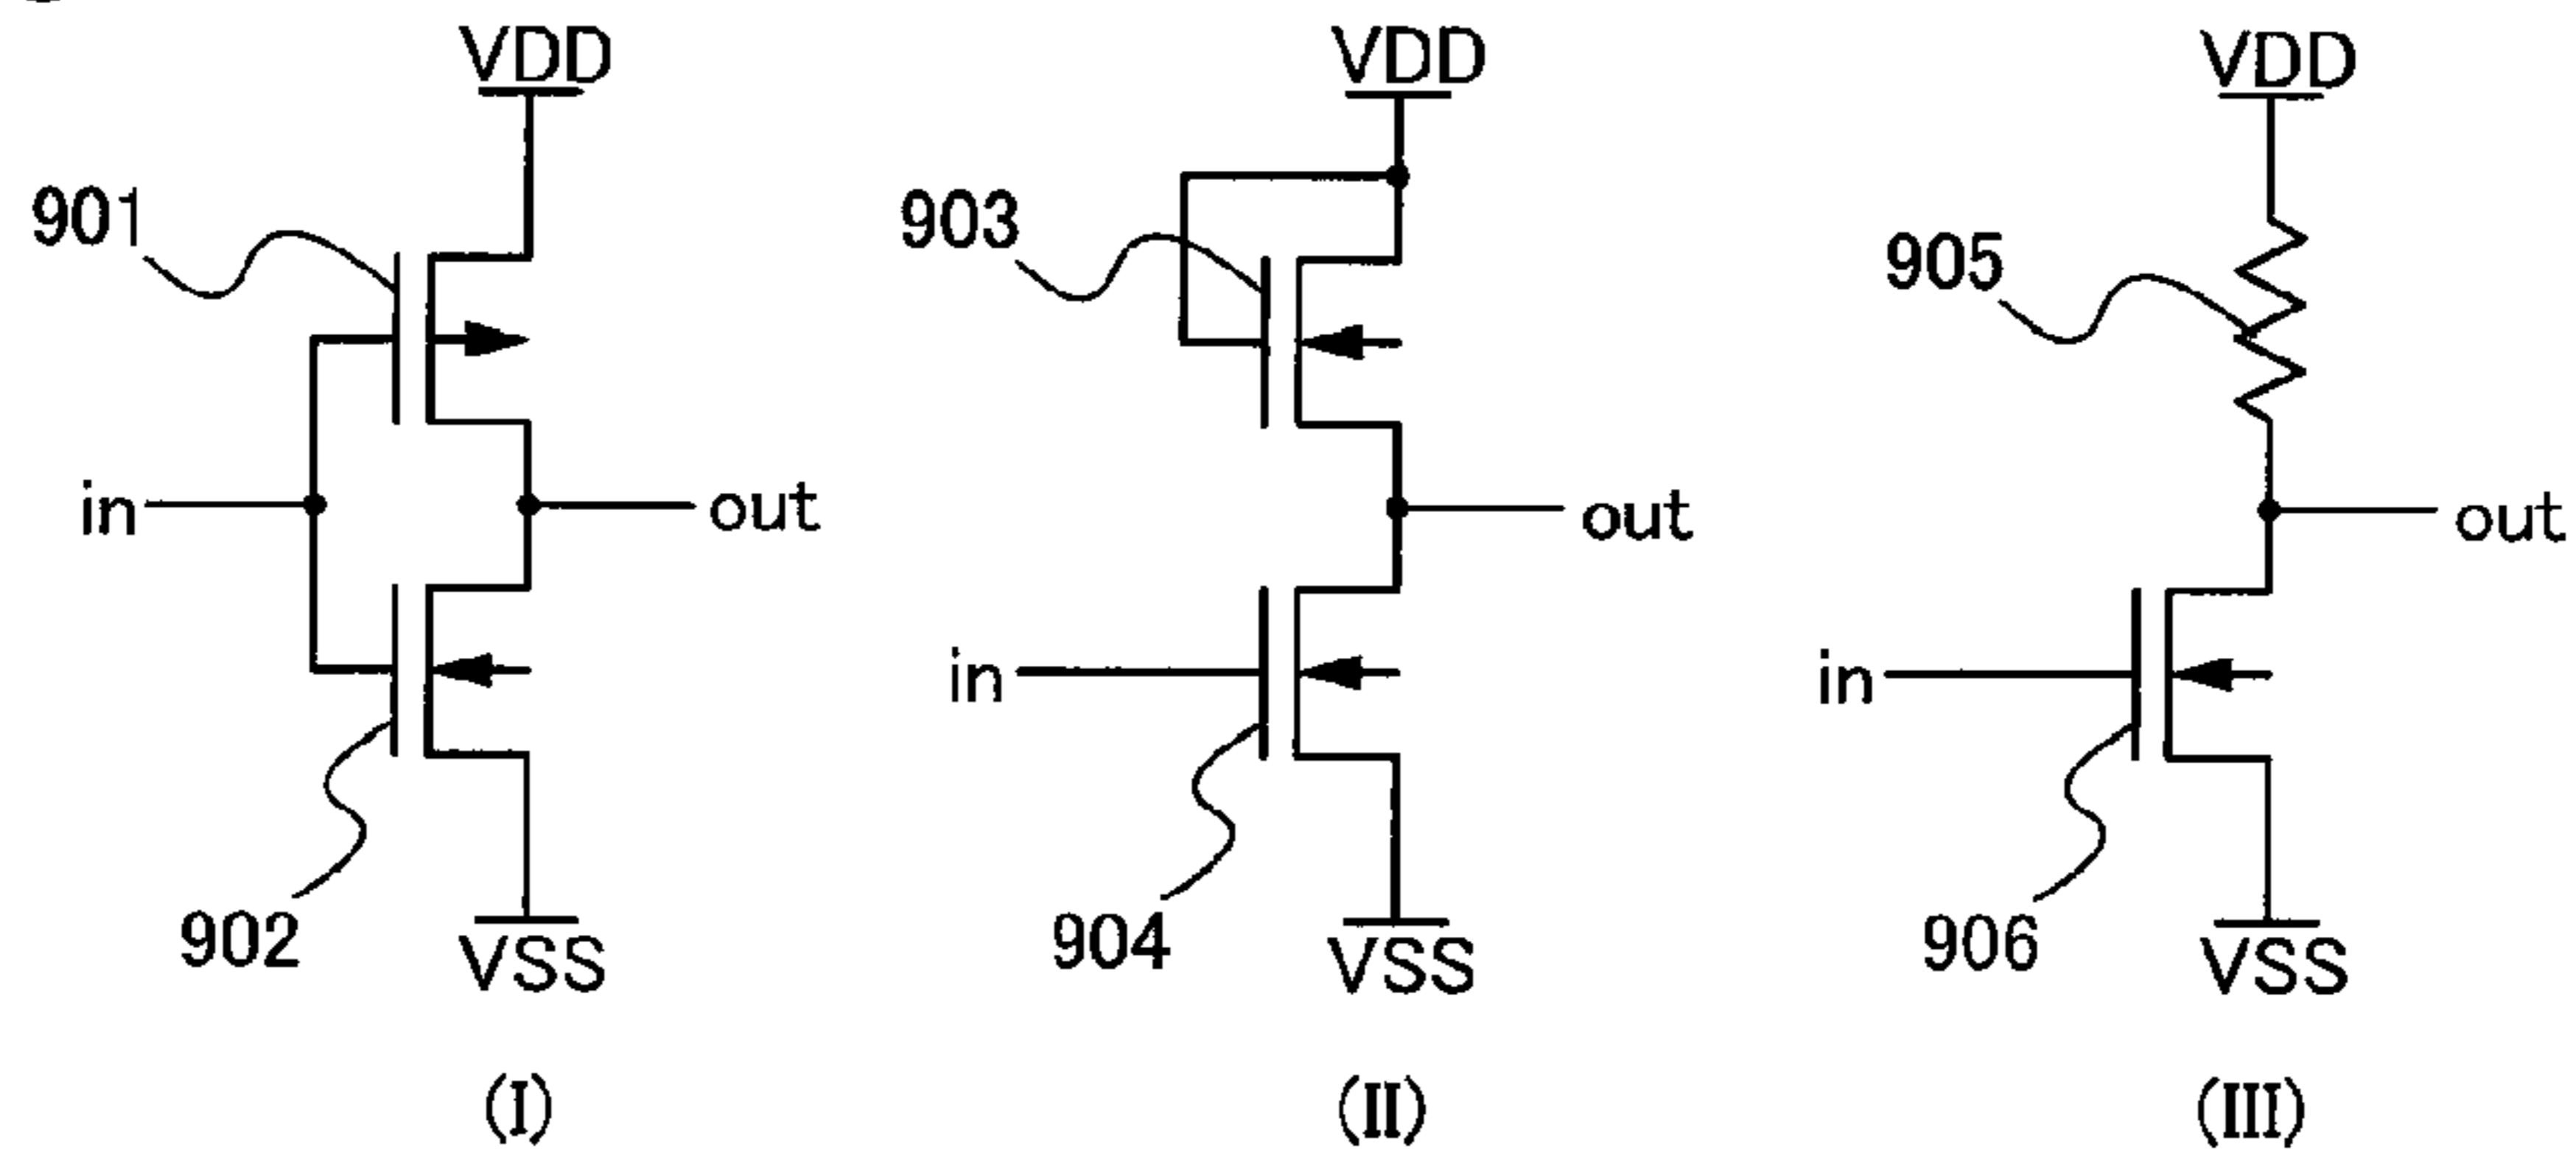 VDD
901
in
out
902
VSS
(I)
VDD
903
out
in
904
VSS
(II)
VDD
905
out
in
906
VSS
(III)